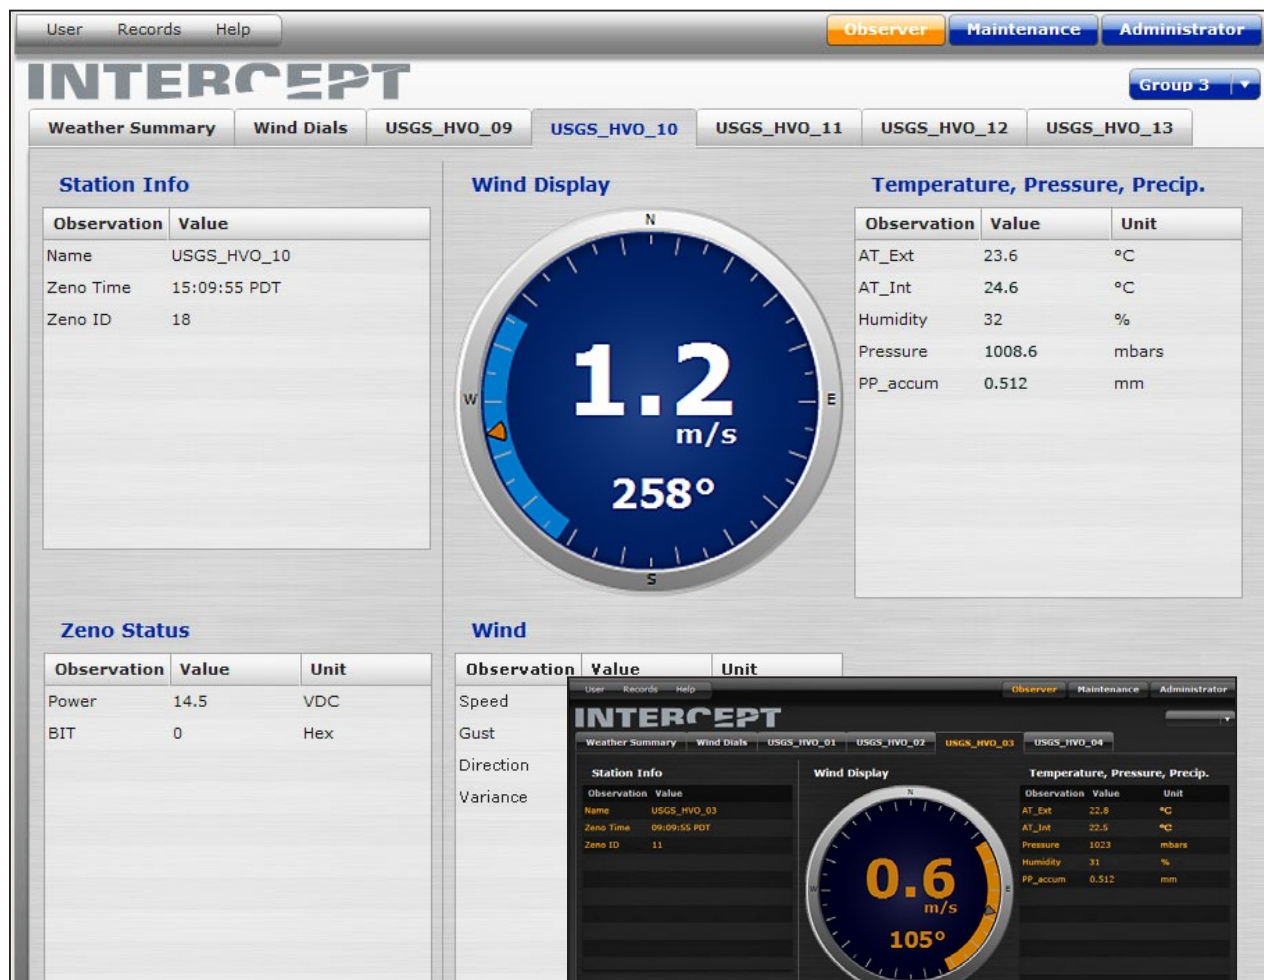 User Records Help Observer Maintenance Administrator
INTERCEPT
Group 3
Weather Summary Wind Dials USGS_HVO_09 USGS_HVO_10 USGS_HVO_11 USGS_HVO_12 USGS_HVO_13
Station Info
Observation Value
Name USGS_HVO_10
Zeno Time 15:09:55 PDT
Zeno ID 18
Wind Display
N
W
E
S
1.2
m/s
258°
Temperature, Pressure, Precip.
Observation Value Unit
AT_Ext 23.6 °C
AT_Int 24.6 °C
Humidity 32 %
Pressure 1008.6 mbars
PP_accum 0.512 mm
Zeno Status
Observation Value Unit
Power 14.5 VDC
BIT 0 Hex
Wind
Observation Value Unit
Speed
Gust
Direction
Variance
User Records Help Observer Maintenance Administrator
INTERCEPT
Weather Summary Wind Dials USGS_HVO_01 USGS_HVO_02 USGS_HVO_03 USGS_HVO_04
Station Info
Observation Value
Name USGS_HVO_03
Zeno Time 09:09:55 PDT
Zeno ID 11
Wind Display
N
W
E
0.6
m/s
105°
Temperature, Pressure, Precip.
Observation Value Unit
AT_Ext 22.8 °C
AT_Int 22.5 °C
Pressure 1023 mbars
Humidity 31 %
PP_accum 0.512 mm